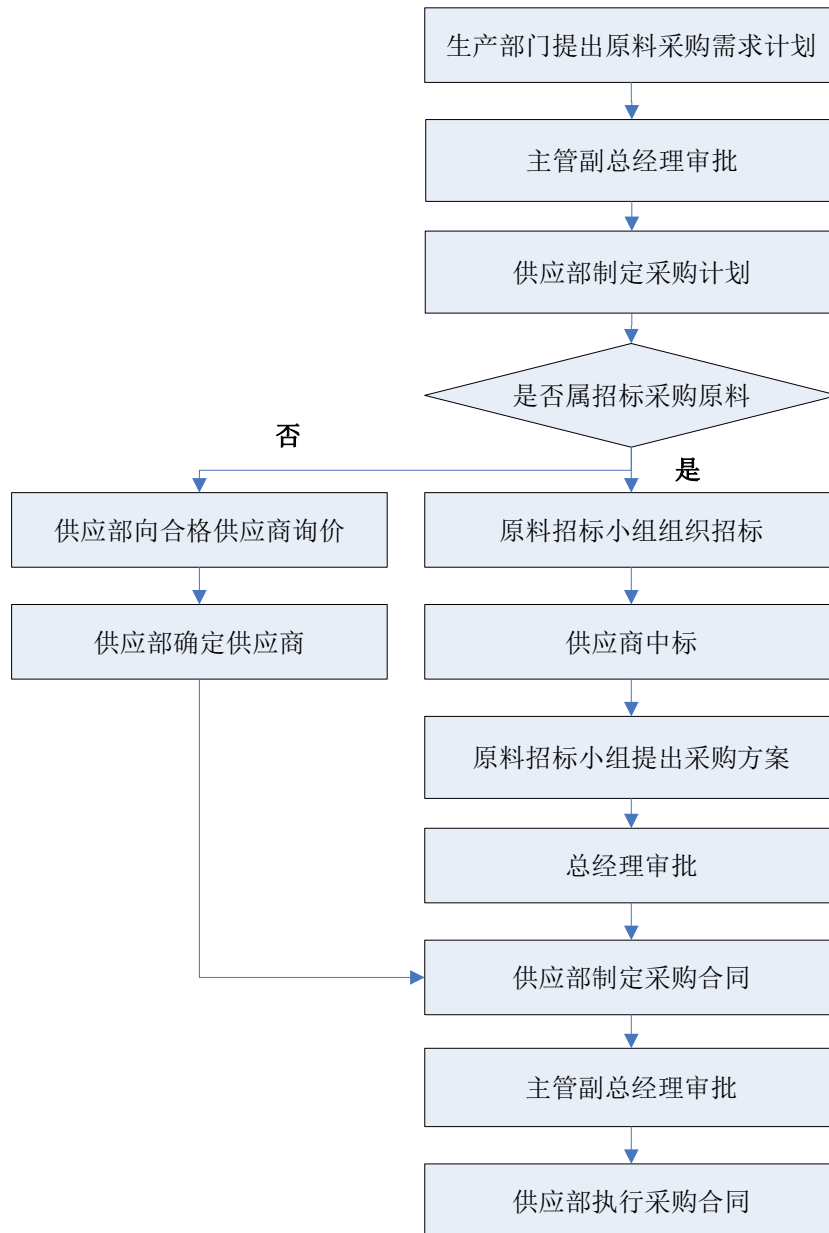 生产部门提出原料采购需求计划
主管副总经理审批
供应部制定采购计划
是否属招标采购原料
否
是
供应部向合格供应商询价
原料招标小组组织招标
供应部确定供应商
供应商中标
原料招标小组提出采购方案
总经理审批
供应部制定采购合同
主管副总经理审批
供应部执行采购合同